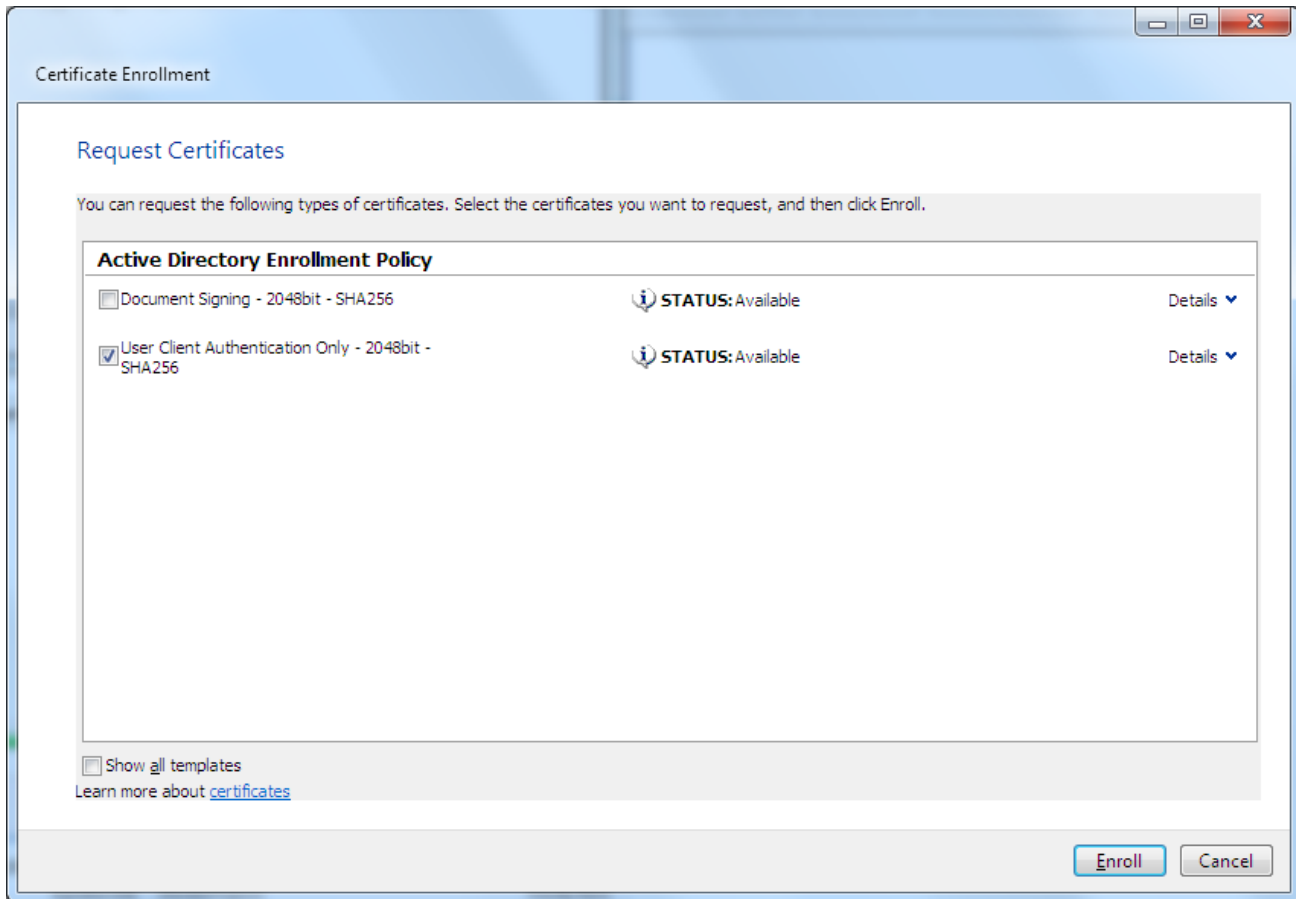 Certificate Enrollment
Request Certificates
You can request the following types of certificates. Select the certificates you want to request, and then click Enroll.
Active Directory Enrollment Policy
Document Signing - 2048bit - SHA256 STATUS: Available Details
User Client Authentication Only - 2048bit -
SHA256 STATUS: Available Details
Show all templates
Learn more about certificates
Enroll Cancel